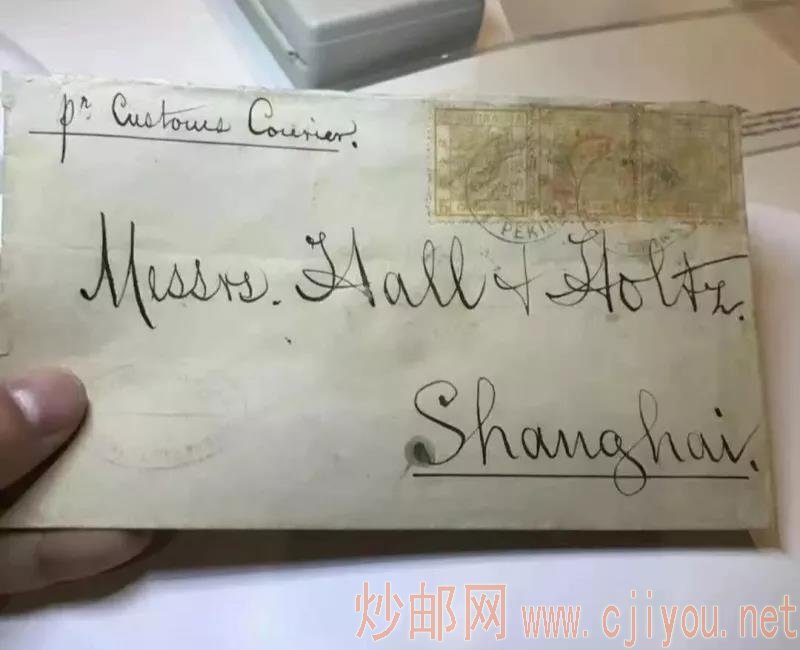 pr Customs Courier.
PEKIN
Messrs. Hall & Holtz.
Shanghai.
炒邮网 www.cjiyou.net